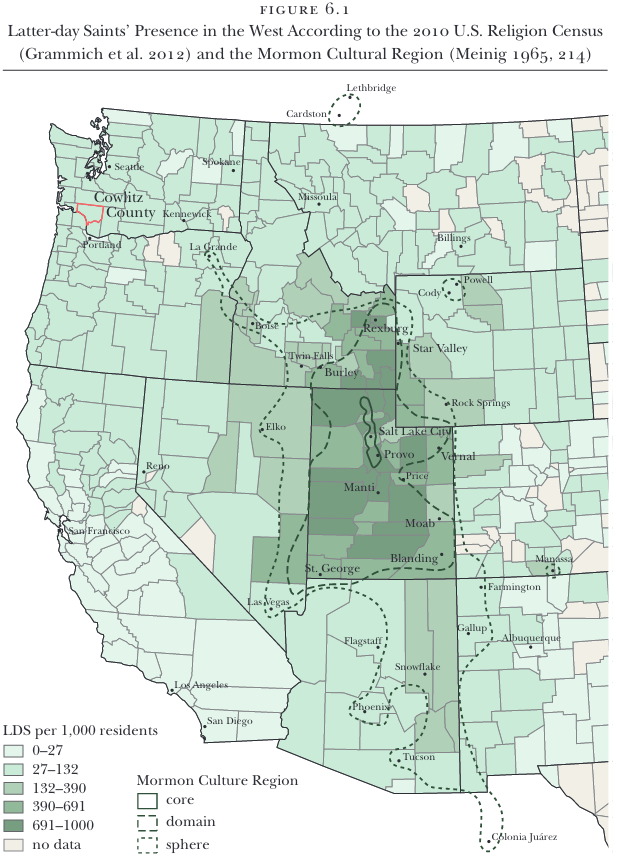 FIGURE 6.1
Latter-day Saints' Presence in the West According to the 2010 U.S. Religion Census
(Grammich et al. 2012) and the Mormon Cultural Region (Meinig 1965, 214)
Lethbridge
Cardston
Seattle
Spokane
Cowlitz
County
Missoula
Kennewick
Portland
La Grande
Billings
Powell
Cody
Boise
Rexburg
Star Valley
Twin Falls
Burley
Rock Springs
Elko
Salt Lake City
Provo
Vernal
Reno
Price
Manti
San Francisco
Moab
Blanding
Manassa
St. George
Farmington
Las Vegas
Gallup
Flagstaff
Albuquerque
Snowflake
Los Angeles
Phoenix
San Diego
Tucson
Colonia Juárez
LDS per 1,000 residents
0–27
27–132
132–390
390–691
691–1000
no data
Mormon Culture Region
core
domain
sphere